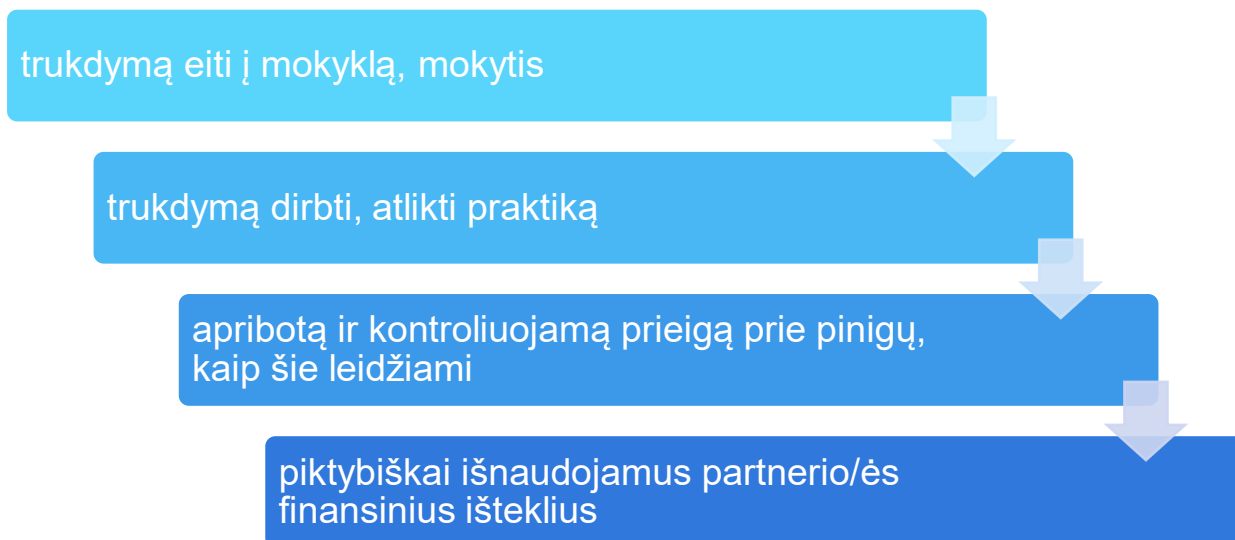 trukdymą eiti į mokyklą, mokytis
trukdymą dirbti, atlikti praktiką
apribotą ir kontroliuojamą prieigą prie pinigų,
kaip šie leidžiami
piktybiškai išnaudojamus partnerio/ės
finansinius išteklius